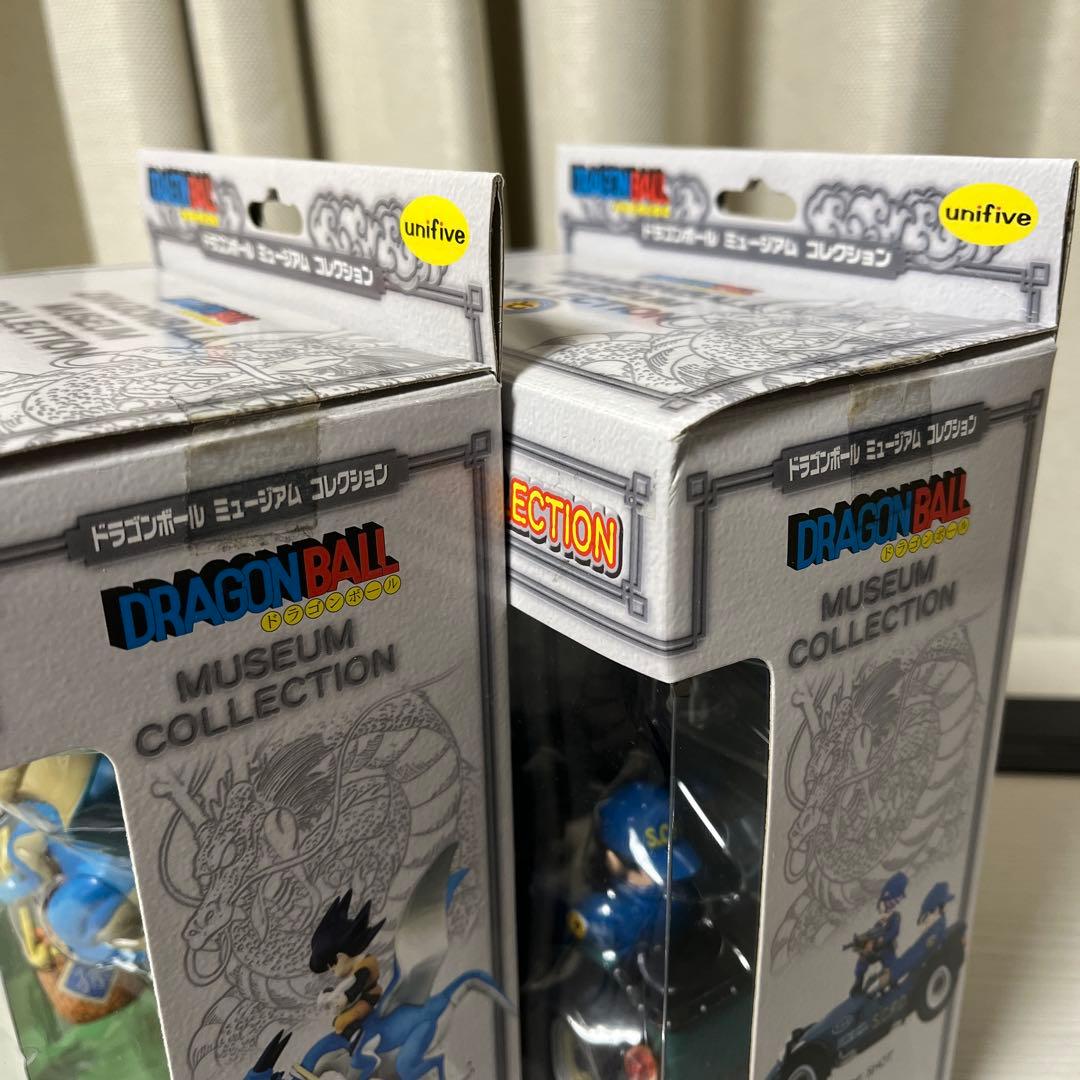 DRAGON BALL
unifive
ドラゴンボール ミュージアム コレクション
COLLECTION
ドラゴンボール ミュージアム コレクション
DRAGON BALL
ドラゴンボール
MUSEUM
COLLECTION
DRAGON BALL
unifive
ドラゴンボール ミュージアム コレクション
ECTION
ドラゴンボール ミュージアム コレクション
DRAGON BALL
ドラゴンボール
MUSEUM
COLLECTION
S.C
SHOT